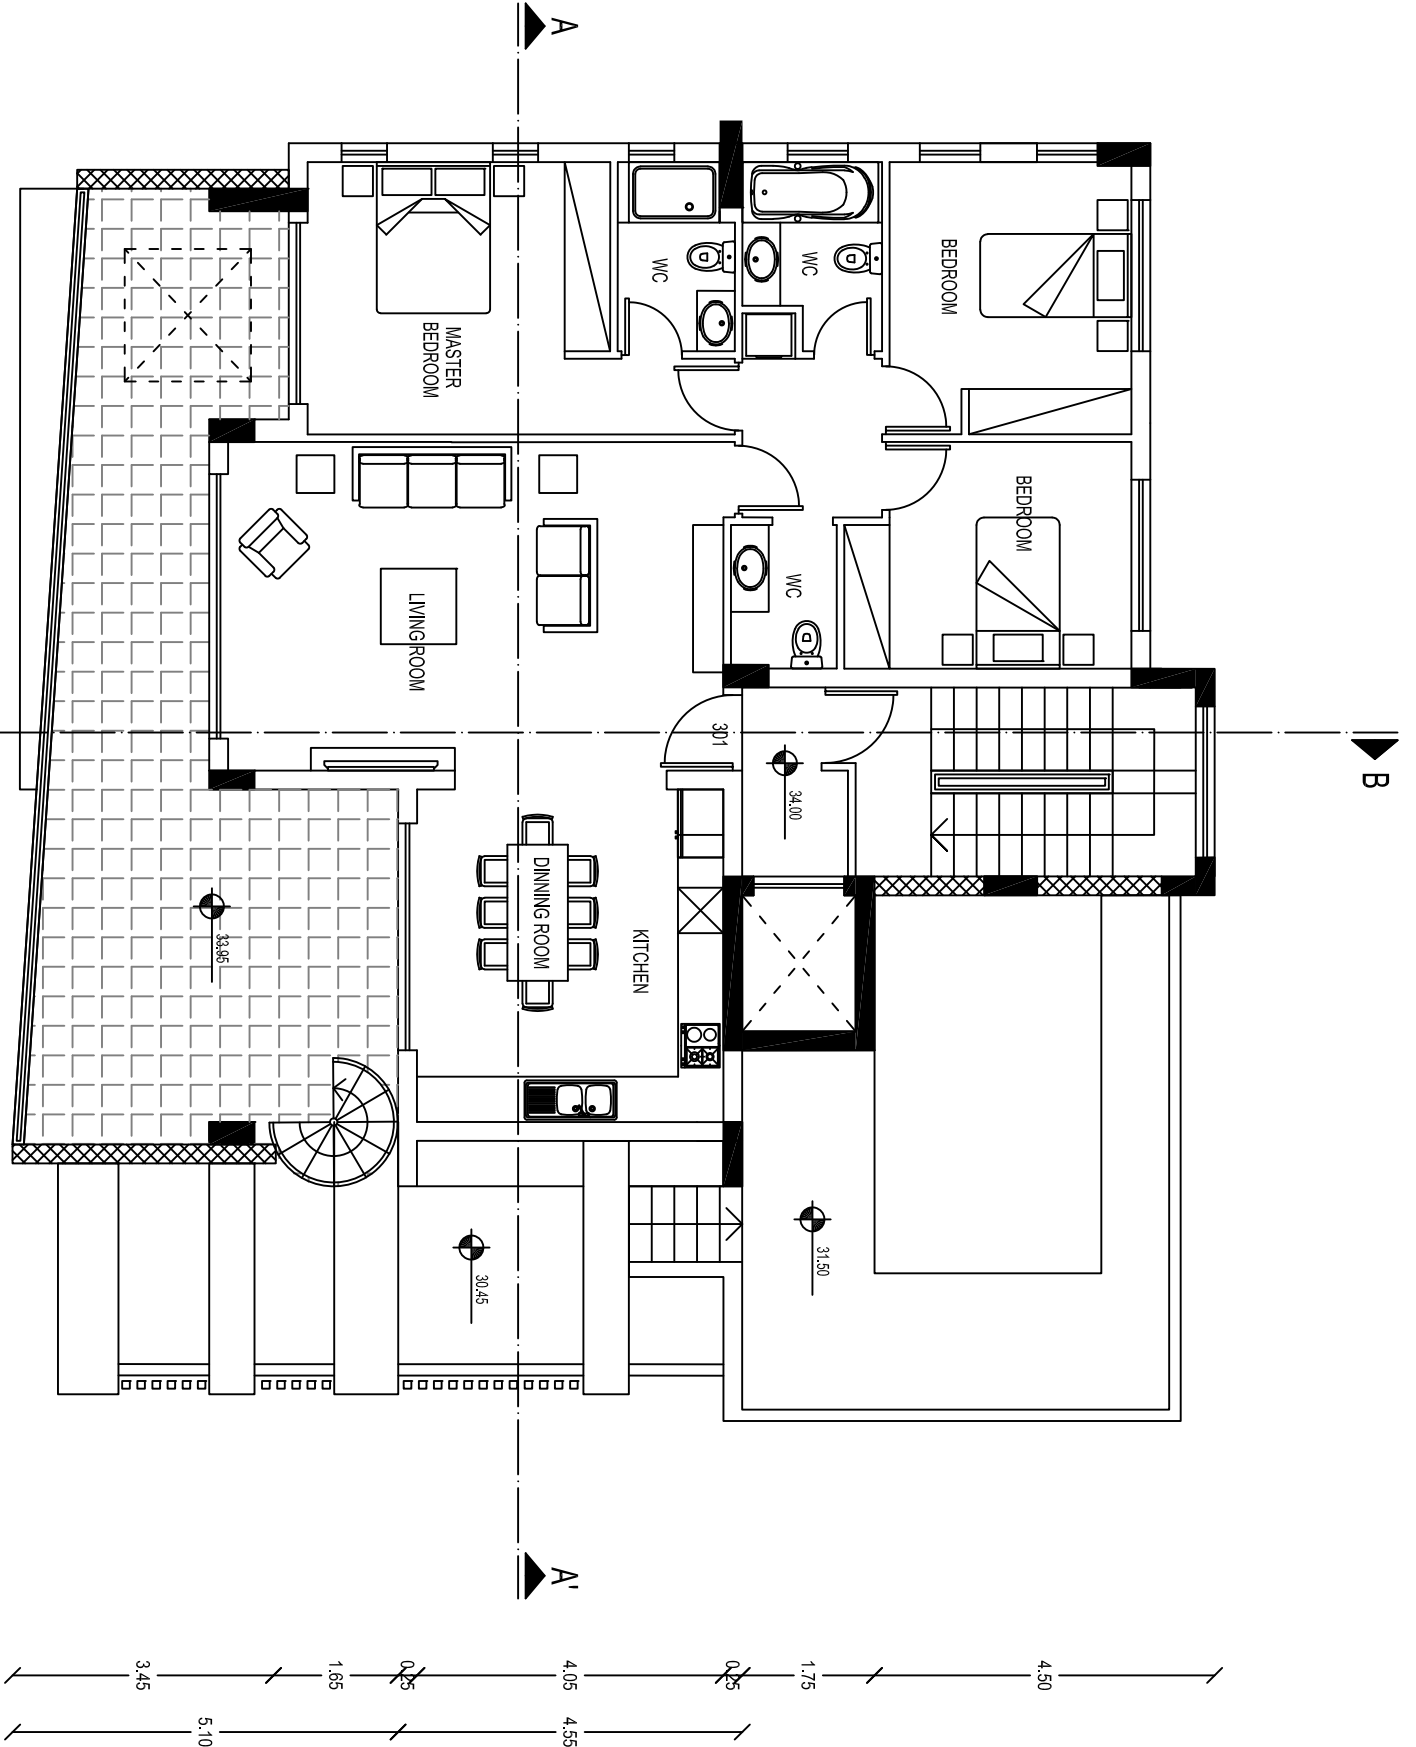 A
B
BEDROOM
WC
WC
MASTER
BEDROOM
BEDROOM
WC
LIVING ROOM
301
34.00
DINNING ROOM
KITCHEN
33.95
31.50
30.45
A'
3.45
1.65
0.25
4.05
0.25
1.75
4.50
5.10
4.55